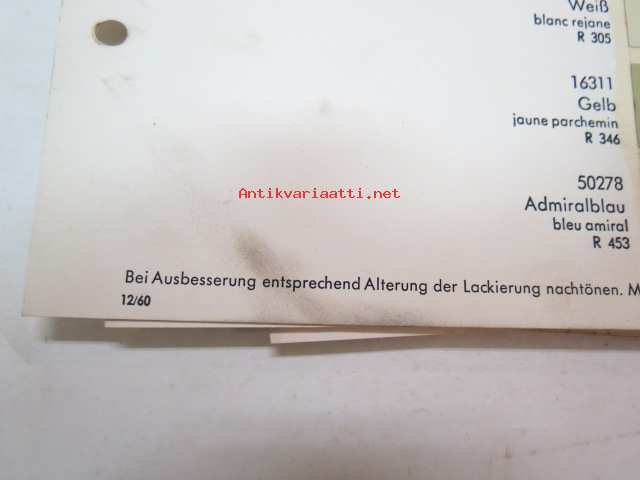 Weiß
blanc rejane
R 305
16311
Gelb
jaune parchemin
R 346
Antikvariaatti.net
50278
Admiralblau
bleu amiral
R 453
Bei Ausbesserung entsprechend Alterung der Lackierung nachtönen. M
12/60